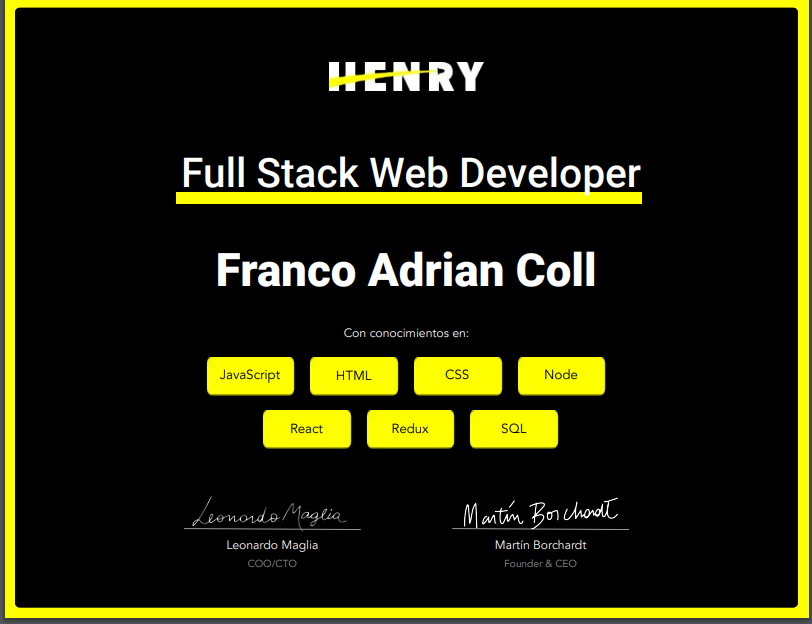 HENRY
Full Stack Web Developer
Franco Adrian Coll
Con conocimientos en:
JavaScript HTML CSS Node
React Redux SQL
Leonardo Maglia Martín Borchardt
Leonardo Maglia Martín Borchardt
COO/CTO Founder & CEO